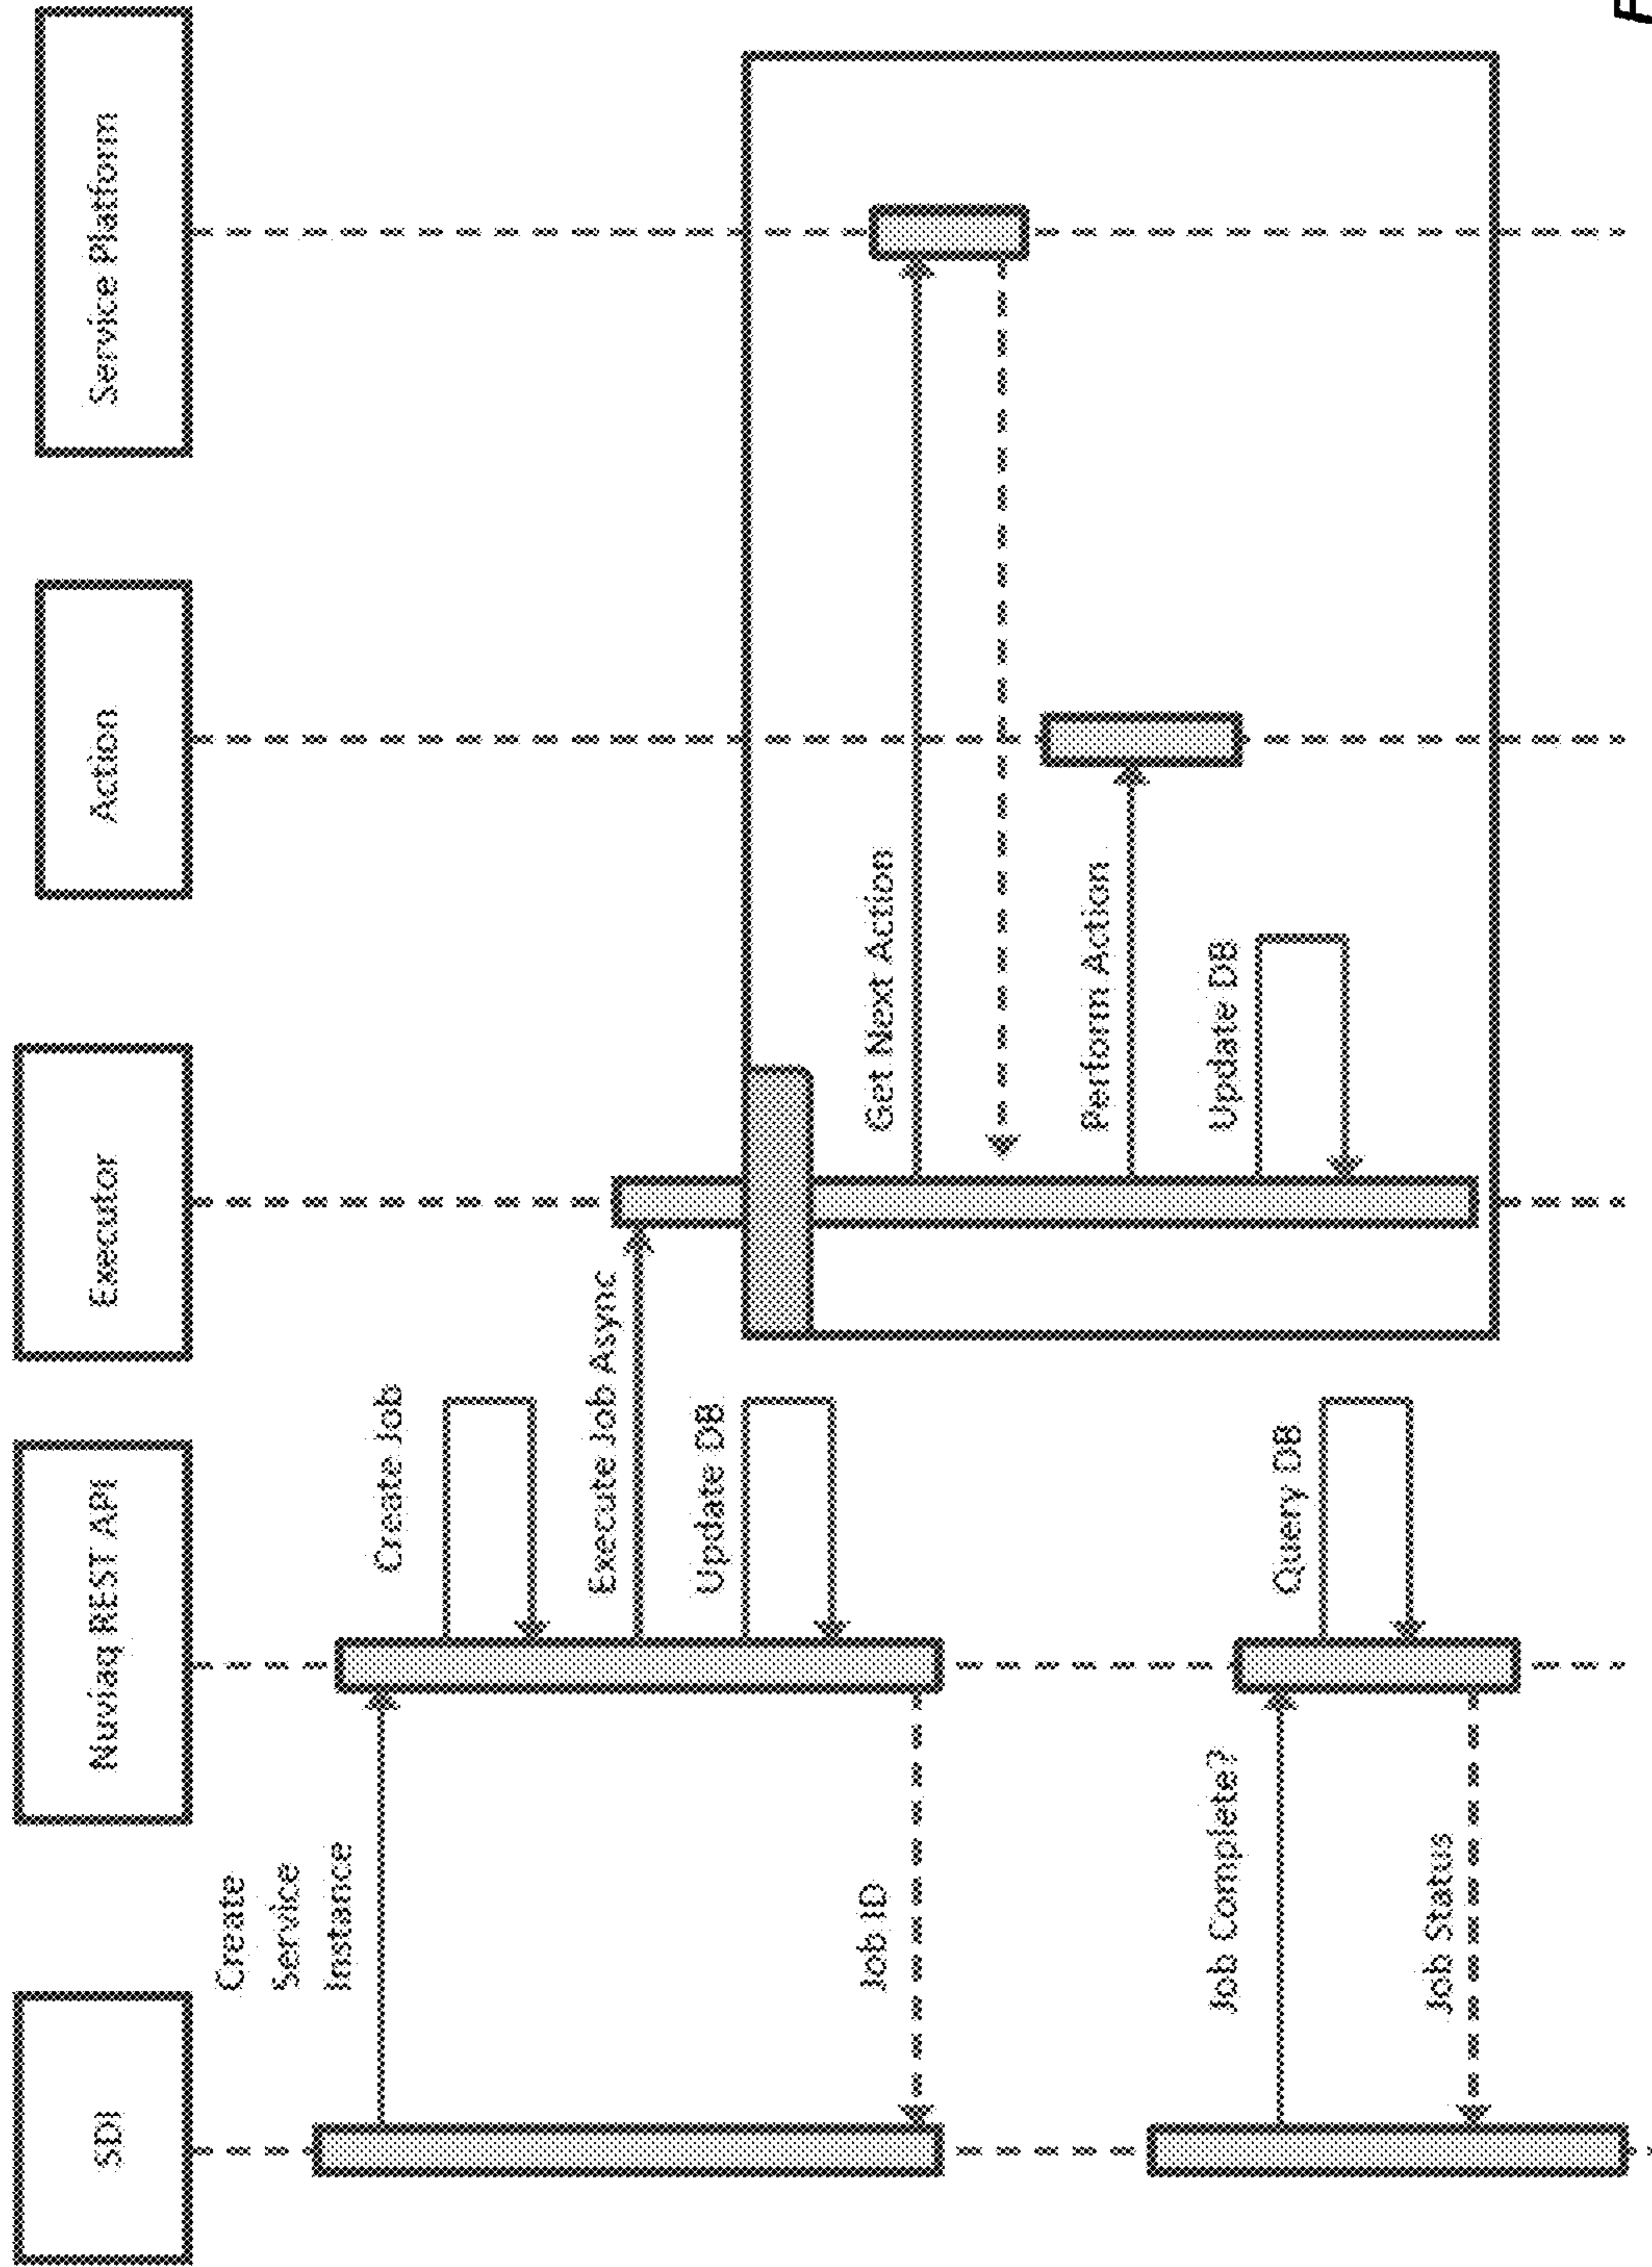 SDI
Nuviaq REST API
Executor
Action
Service Platform
Create
Service
Instance
Create Job
Execute Job Async
Update DB
Get Next Action
Job ID
Perform Action
Update DB
Job Complete?
Query DB
Job Status